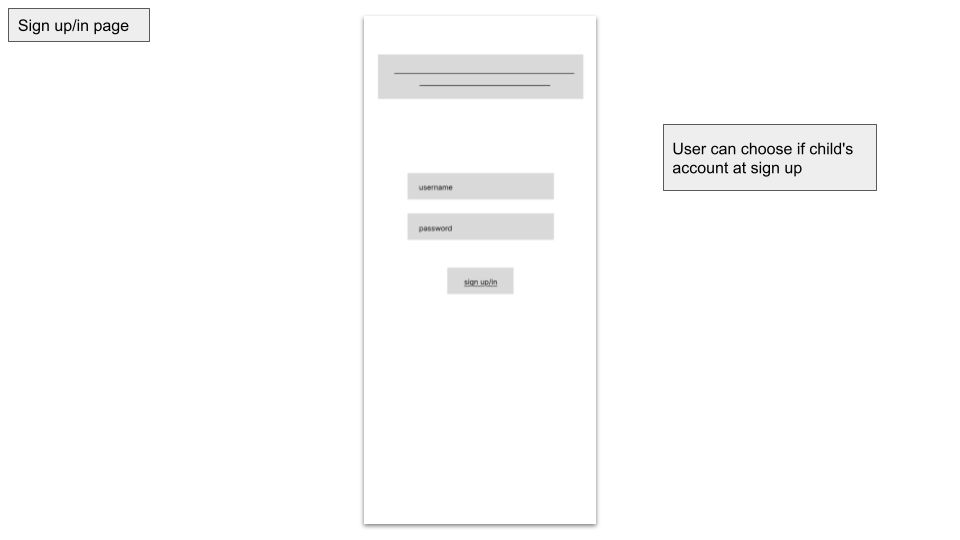 Sign up/in page
User can choose if child's
account at sign up
username
password
sign up/in